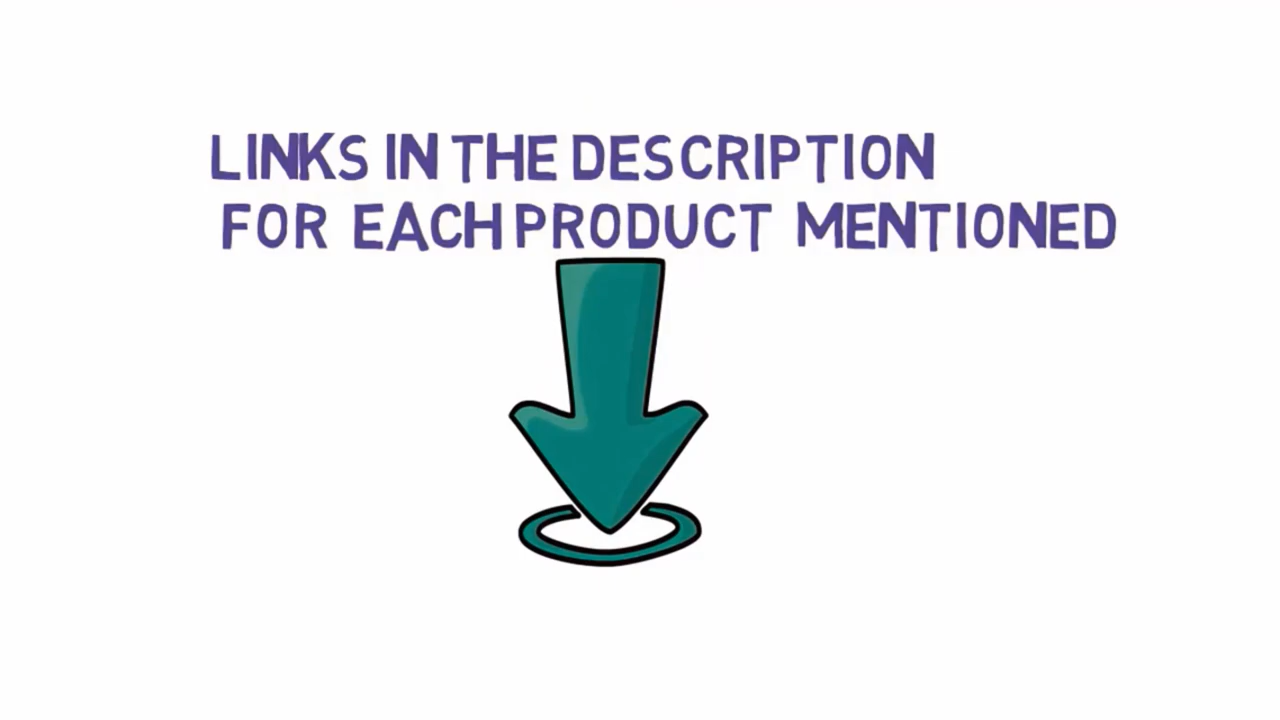 LINKS IN THE DESCRIPTION
FOR EACH PRODUCT MENTIONED